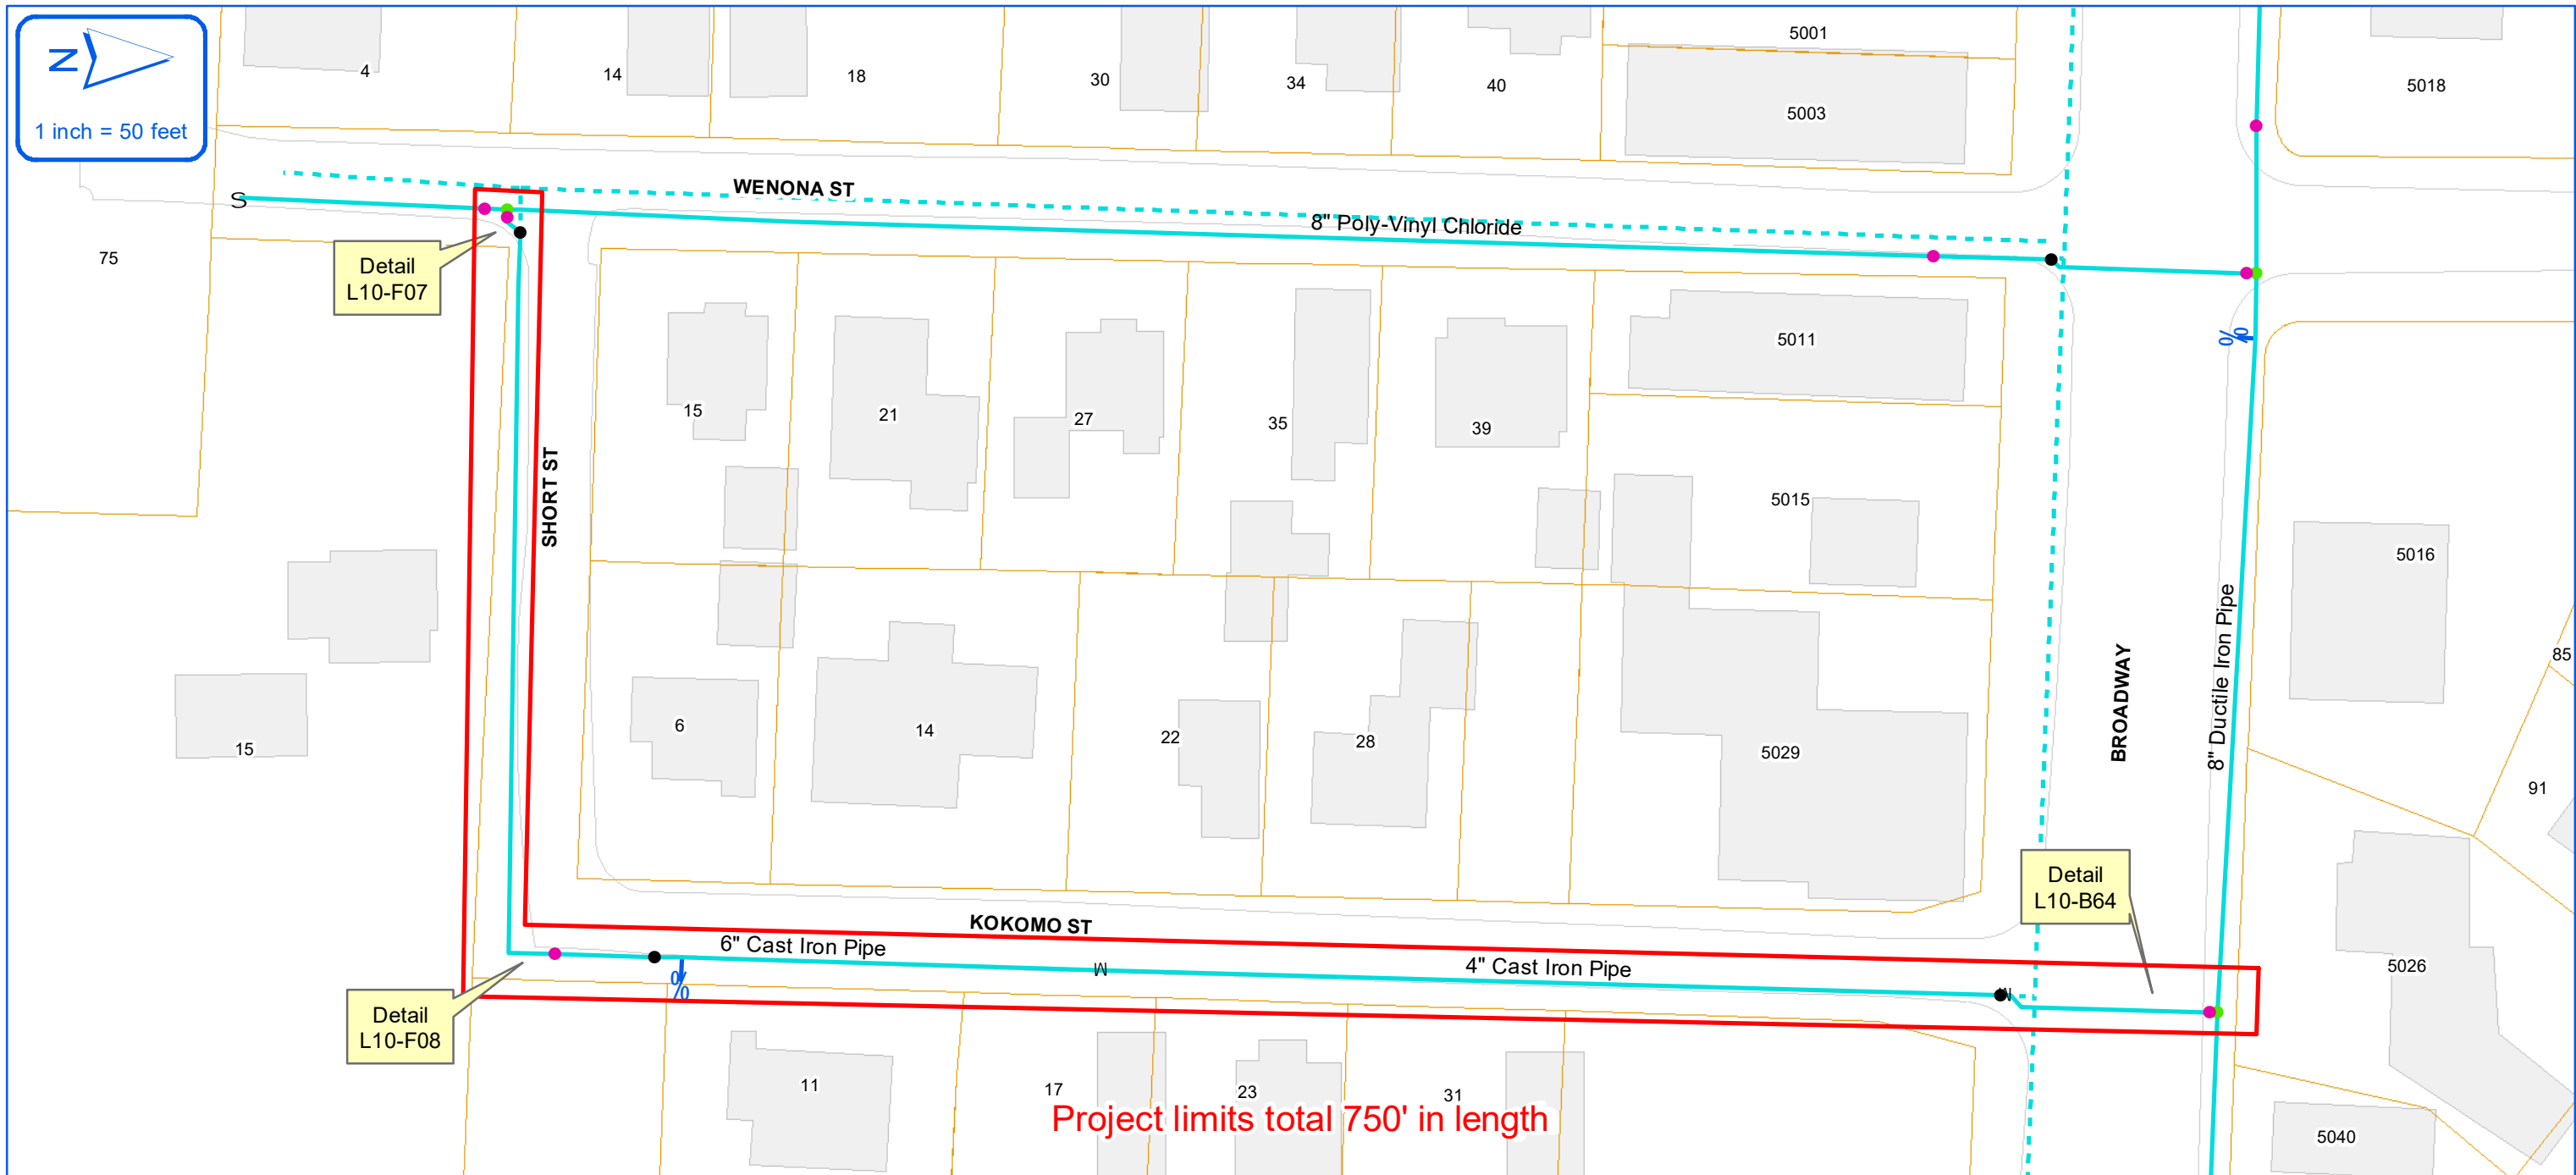 N
1 inch = 50 feet
4
14
18
30
34
40
5001
5003
5018
S
WENONA ST
8" Poly-Vinyl Chloride
75
Detail
L10-F07
SHORT ST
15
21
27
35
39
5011
5015
5016
15
6
14
22
28
5029
BROADWAY
8" Ductile Iron Pipe
85
91
KOKOMO ST
6" Cast Iron Pipe
4" Cast Iron Pipe
M
Detail
L10-B64
Detail
L10-F08
5026
11
17
23
31
Project limits total 750' in length
5040